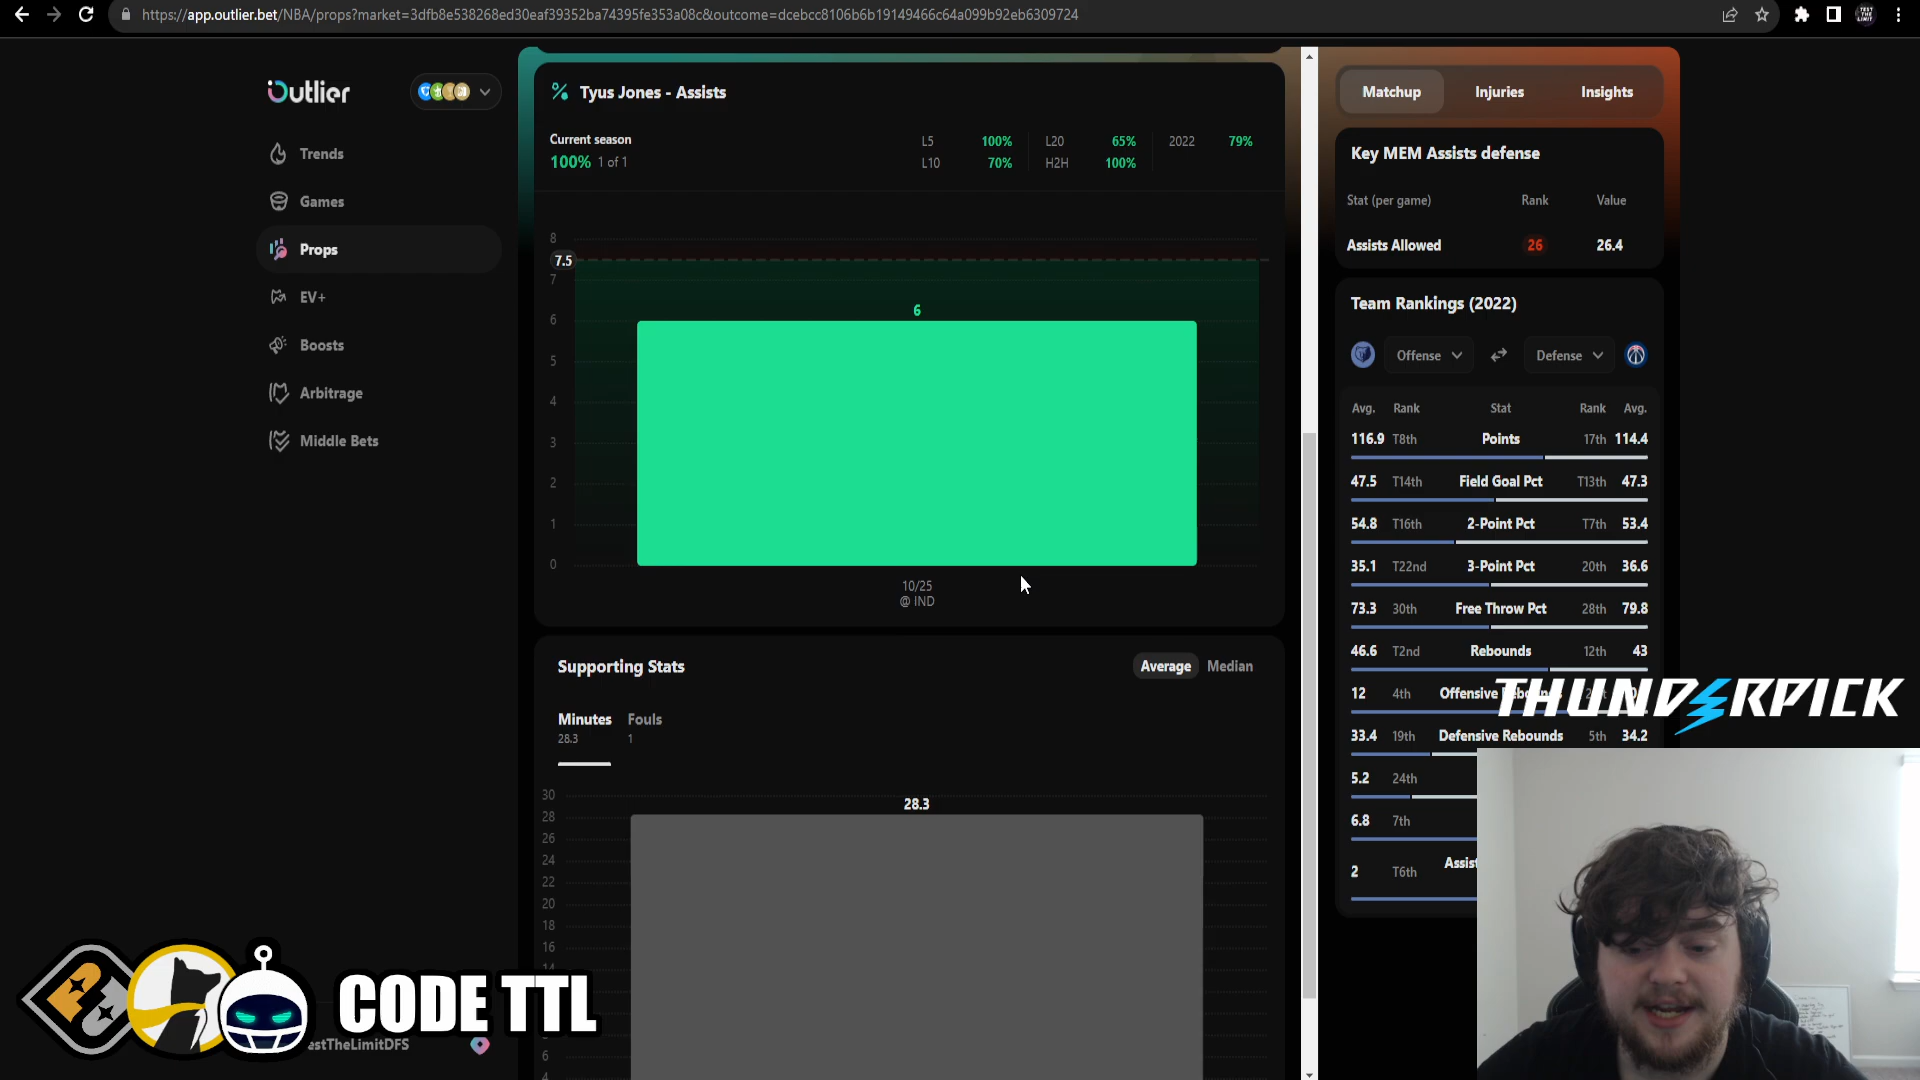 https://app.outlier.bet/NBA/props?market=3dfb8e538268ed30eaf39352ba74395fe353a08c&outcome=dcebcc8106b6b19149466c64a099b92eb6309724
Outlier
Trends
Games
Props
EV+
Boosts
Arbitrage
Middle Bets
Tyus Jones - Assists
Current season
100% 1 of 1
L5 100% L20 65% 2022 79%
L10 70% H2H 100%
8
7.5
7
6
5
4
3
2
1
0
6
10/25
@ IND
Supporting Stats
Average Median
Minutes Fouls
28.3 1
30
28
26
24
22
20
18
16
14
6
4
28.3
Matchup Injuries Insights
Key MEM Assists defense
Stat (per game) Rank Value
Assists Allowed 26 26.4
Team Rankings (2022)
Offense Defense
Avg. Rank Stat Rank Avg.
116.9 T8th Points 17th 114.4
47.5 T14th Field Goal Pct T13th 47.3
54.8 T16th 2-Point Pct T7th 53.4
35.1 T22nd 3-Point Pct 20th 36.6
73.3 30th Free Throw Pct 28th 79.8
46.6 T2nd Rebounds 12th 43
12 4th Offensive
33.4 19th Defensive Rebounds 5th 34.2
5.2 24th
6.8 7th
2 T6th Assist
THUNDERPICK
CODE TTL
estTheLimitDFS